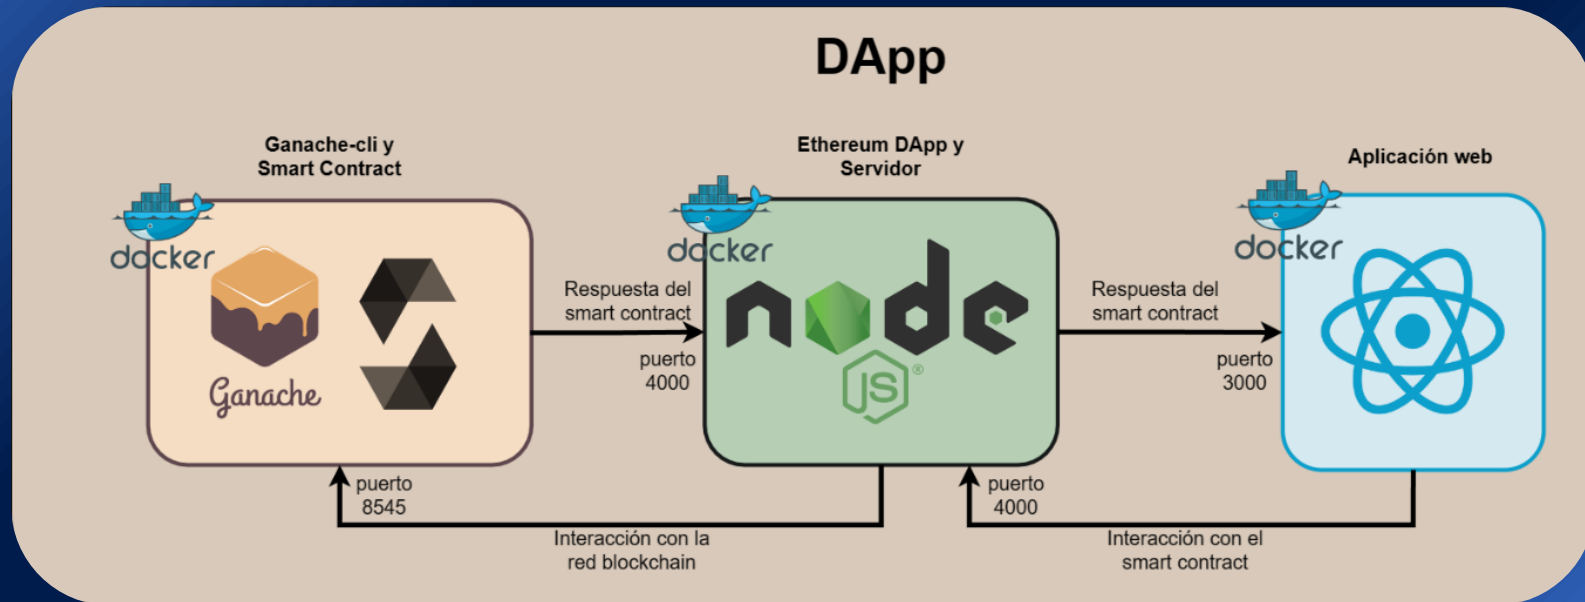 DApp
Ganache-cli y
Smart Contract
docker
Ganache
Respuesta del
smart contract
puerto
4000
Ethereum DApp y
Servidor
docker
node
JS
®
Respuesta del
smart contract
puerto
3000
Aplicación web
docker
puerto
8545
Interacción con la
red blockchain
puerto
4000
Interacción con el
smart contract